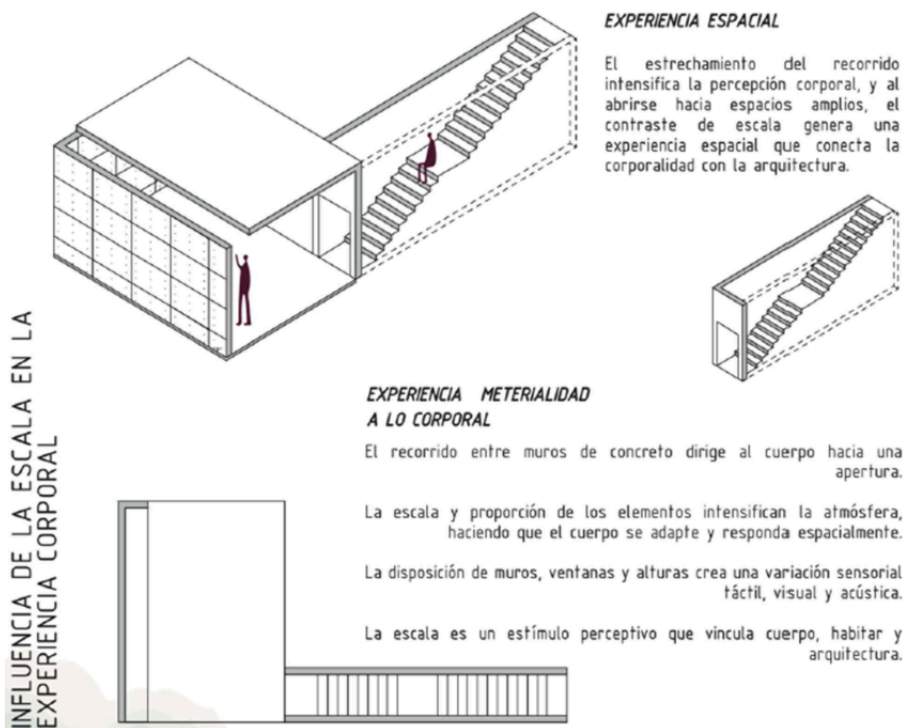 EXPERIENCIA ESPACIAL
El estrechamiento del recorrido
intensifica la percepción corporal, y al
abrirse hacia espacios amplios, el
contraste de escala genera una
experiencia espacial que conecta la
corporalidad con la arquitectura.
INFLUENCIA DE LA ESCALA EN LA
EXPERIENCIA CORPORAL
EXPERIENCIA METERIALIDAD
A LO CORPORAL
El recorrido entre muros de concreto dirige al cuerpo hacia una
apertura.
La escala y proporción de los elementos intensifican la atmósfera,
haciendo que el cuerpo se adapte y responda espacialmente.
La disposición de muros, ventanas y alturas crea una variación sensorial
táctil, visual y acústica.
La escala es un estímulo perceptivo que vincula cuerpo, habitar y
arquitectura.